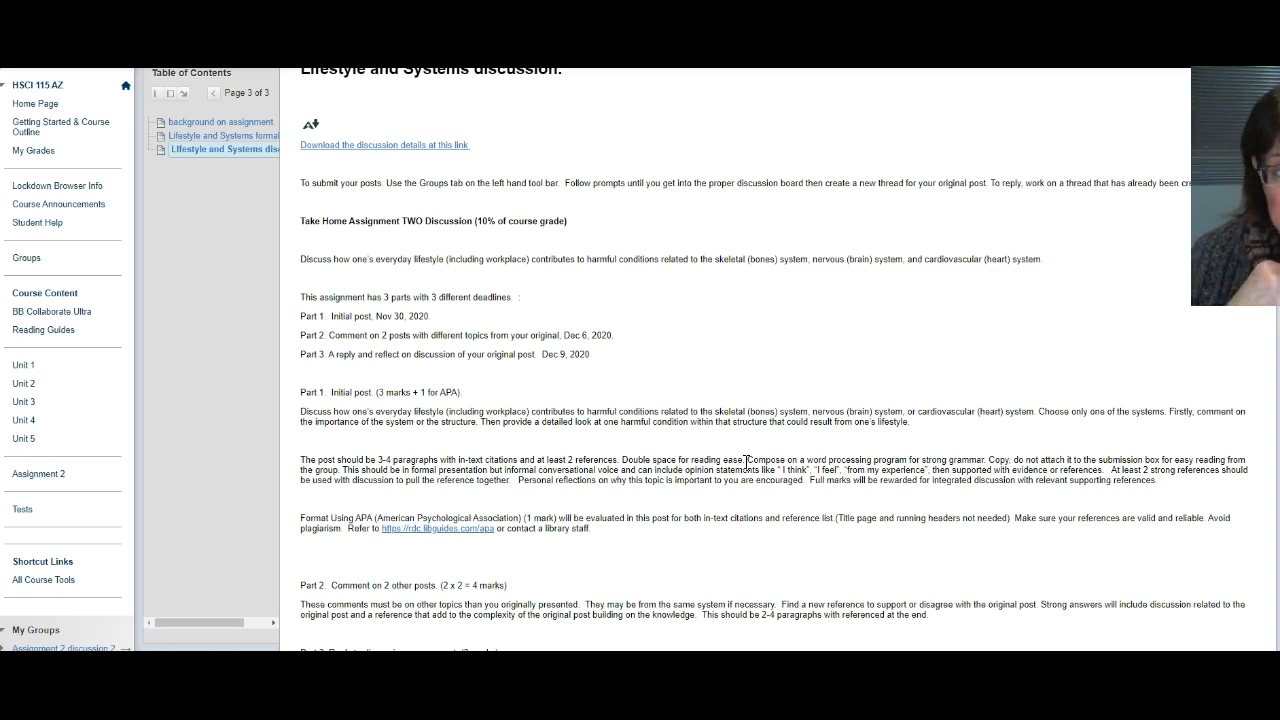 HSCI 115 AZ
Home Page
Getting Started & Course
Outline
My Grades
Lockdown Browser Info
Course Announcements
Student Help
Groups
Course Content
BB Collaborate Ultra
Reading Guides
Unit 1
Unit 2
Unit 3
Unit 4
Unit 5
Assignment 2
Tests
Shortcut Links
All Course Tools
My Groups
Assignment 2 discussion 2
Table of Contents
Page 3 of 3
background on assignment.
Lifestyle and Systems formal
LIfestyle and Systems disc
Lifestyle and Systems discussion.
Download the discussion details at this link.
To submit your posts. Use the Groups tab on the left hand tool bar. Follow prompts until you get into the proper discussion board then create a new thread for your original post. To reply, work on a thread that has already been cre
Take Home Assignment TWO Discussion (10% of course grade)
Discuss how one's everyday lifestyle (including workplace) contributes to harmful conditions related to the skeletal (bones) system, nervous (brain) system, and cardiovascular (heart) system.
This assignment has 3 parts with 3 different deadlines. :
Part 1. Initial post, Nov 30, 2020.
Part 2. Comment on 2 posts with different topics from your original, Dec 6, 2020.
Part 3. A reply and reflect on discussion of your original post. Dec 9, 2020
Part 1. Initial post. (3 marks + 1 for APA).
Discuss how one's everyday lifestyle (including workplace) contributes to harmful conditions related to the skeletal (bones) system, nervous (brain) system, or cardiovascular (heart) system. Choose only one of the systems. Firstly, comment on
the importance of the system or the structure. Then provide a detailed look at one harmful condition within that structure that could result from one's lifestyle.
The post should be 3-4 paragraphs with in-text citations and at least 2 references. Double space for reading ease. Compose on a word processing program for strong grammar. Copy, do not attach it to the submission box for easy reading from
the group. This should be in formal presentation but informal conversational voice and can include opinion statements like " I think", "I feel", "from my experience", then supported with evidence or references. At least 2 strong references should
be used with discussion to pull the reference together. Personal reflections on why this topic is important to you are encouraged. Full marks will be rewarded for integrated discussion with relevant supporting references.
Format Using APA (American Psychological Association) (1 mark) will be evaluated in this post for both in-text citations and reference list.(Title page and running headers not needed) Make sure your references are valid and reliable. Avoid
plagiarism. Refer to https://rdc.libguides.com/apa or contact a library staff.
Part 2. Comment on 2 other posts. (2 x 2 = 4 marks)
These comments must be on other topics than you originally presented. They may be from the same system if necessary. Find a new reference to support or disagree with the original post. Strong answers will include discussion related to the
original post and a reference that add to the complexity of the original post building on the knowledge. This should be 2-4 paragraphs with referenced at the end.